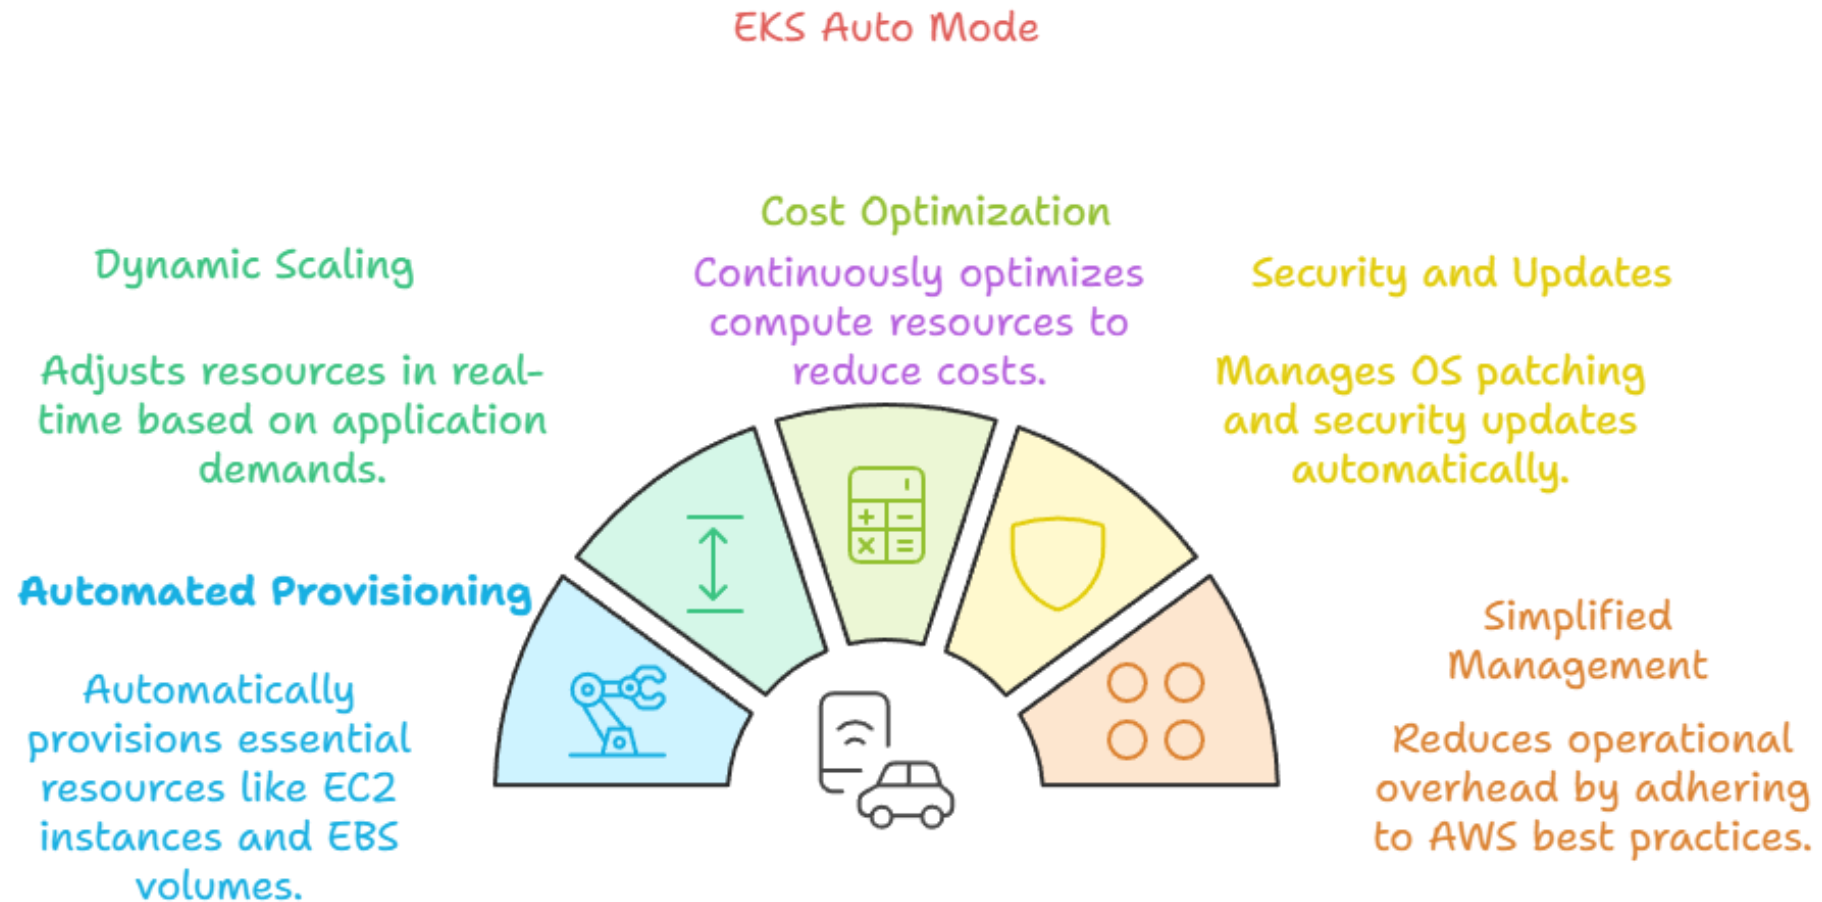 EKS Auto Mode
Cost Optimization
Continuously optimizes
compute resources to
reduce costs.
Dynamic Scaling
Adjusts resources in real-
time based on application
demands.
Security and Updates
Manages OS patching
and security updates
automatically.
Automated Provisioning
Automatically
provisions essential
resources like EC2
instances and EBS
volumes.
Simplified
Management
Reduces operational
overhead by adhering
to AWS best practices.